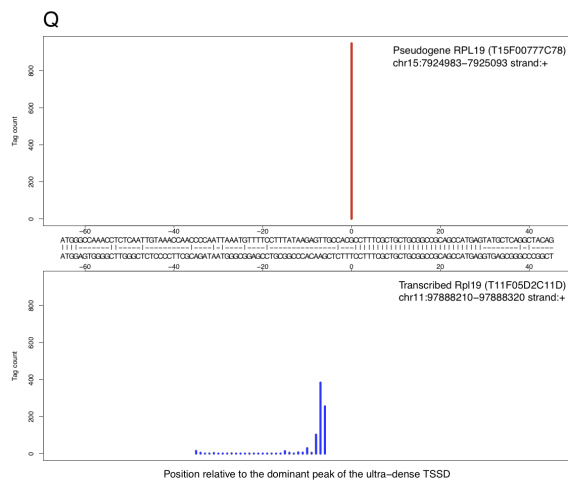 Q
Pseudogene RPL19 (T15F00777C78)
chr15:7924983−7925093 strand:+
Tag count
800
600
400
200
0
−60 −40 −20 0 20 40
ATGGGCCAAACCTCTCAATTGTAAACCAACCCCAATTAAATGTTTTCCTTTATAAGAGTTGCCACGCCTTTCGCTGCTGCGGCCGCAGCCATGAGTATGCTCAGGCTACAG
ATGGAGTGGGGCTTGGGCTCTCCCCTTCGCAGATAATGGGCGGAGCCTGCGGCCCACAAGCTCTTTCCTTTCGCTGCTGCGGCCGCAGCCATGAGGTGAGCGGGCCCGGCT
−60 −40 −20 0 20 40
Transcribed Rpl19 (T11F05D2C11D)
chr11:97888210−97888320 strand:+
Tag count
800
600
400
200
0
Position relative to the dominant peak of the ultra−dense TSSD